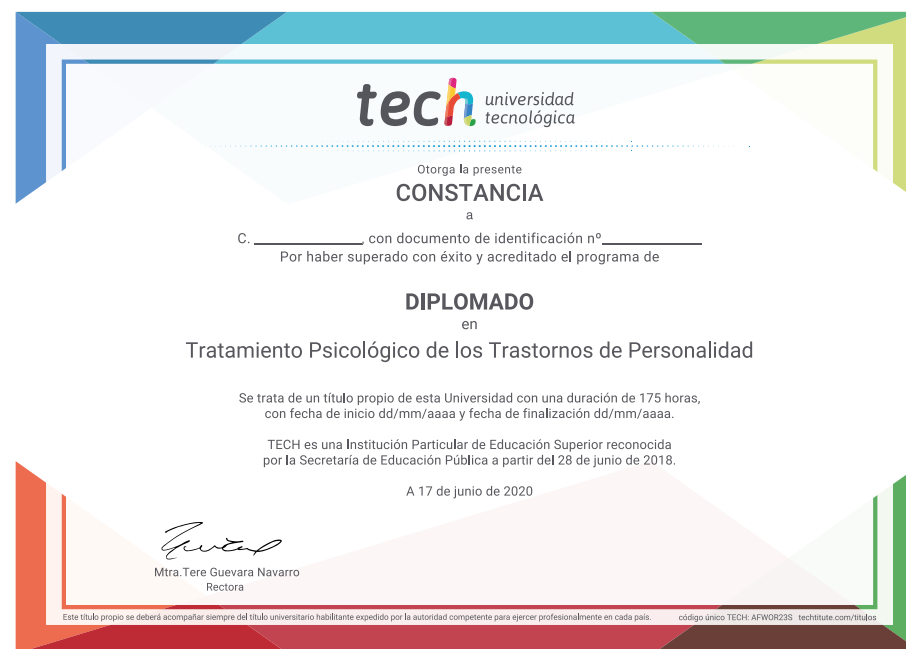 tech universidad
tecnológica
Otorga la presente
CONSTANCIA
a
C. ____________, con documento de identificación nº____________
Por haber superado con éxito y acreditado el programa de
DIPLOMADO
en
Tratamiento Psicológico de los Trastornos de Personalidad
Se trata de un título propio de esta Universidad con una duración de 175 horas,
con fecha de inicio dd/mm/aaaa y fecha de finalización dd/mm/aaaa.
TECH es una Institución Particular de Educación Superior reconocida
por la Secretaría de Educación Pública a partir del 28 de junio de 2018.
A 17 de junio de 2020
Mtra.Tere Guevara Navarro
Rectora
Este título propio se deberá acompañar siempre del título universitario habilitante expedido por la autoridad competente para ejercer profesionalmente en cada país. código único TECH: AFWOR23S techtitute.com/titulos